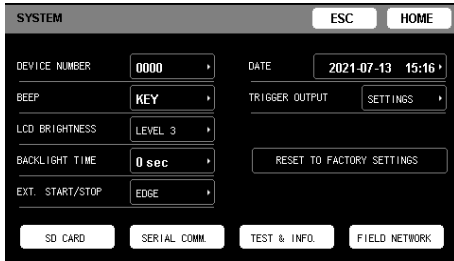 SYSTEM ESC HOME
DEVICE NUMBER 0000 DATE 2021-07-13 15:16
BEEP KEY TRIGGER OUTPUT SETTINGS
LCD BRIGHTNESS LEVEL 3
BACKLIGHT TIME 0 sec RESET TO FACTORY SETTINGS
EXT. START/STOP EDGE
SD CARD SERIAL COMM. TEST & INFO. FIELD NETWORK